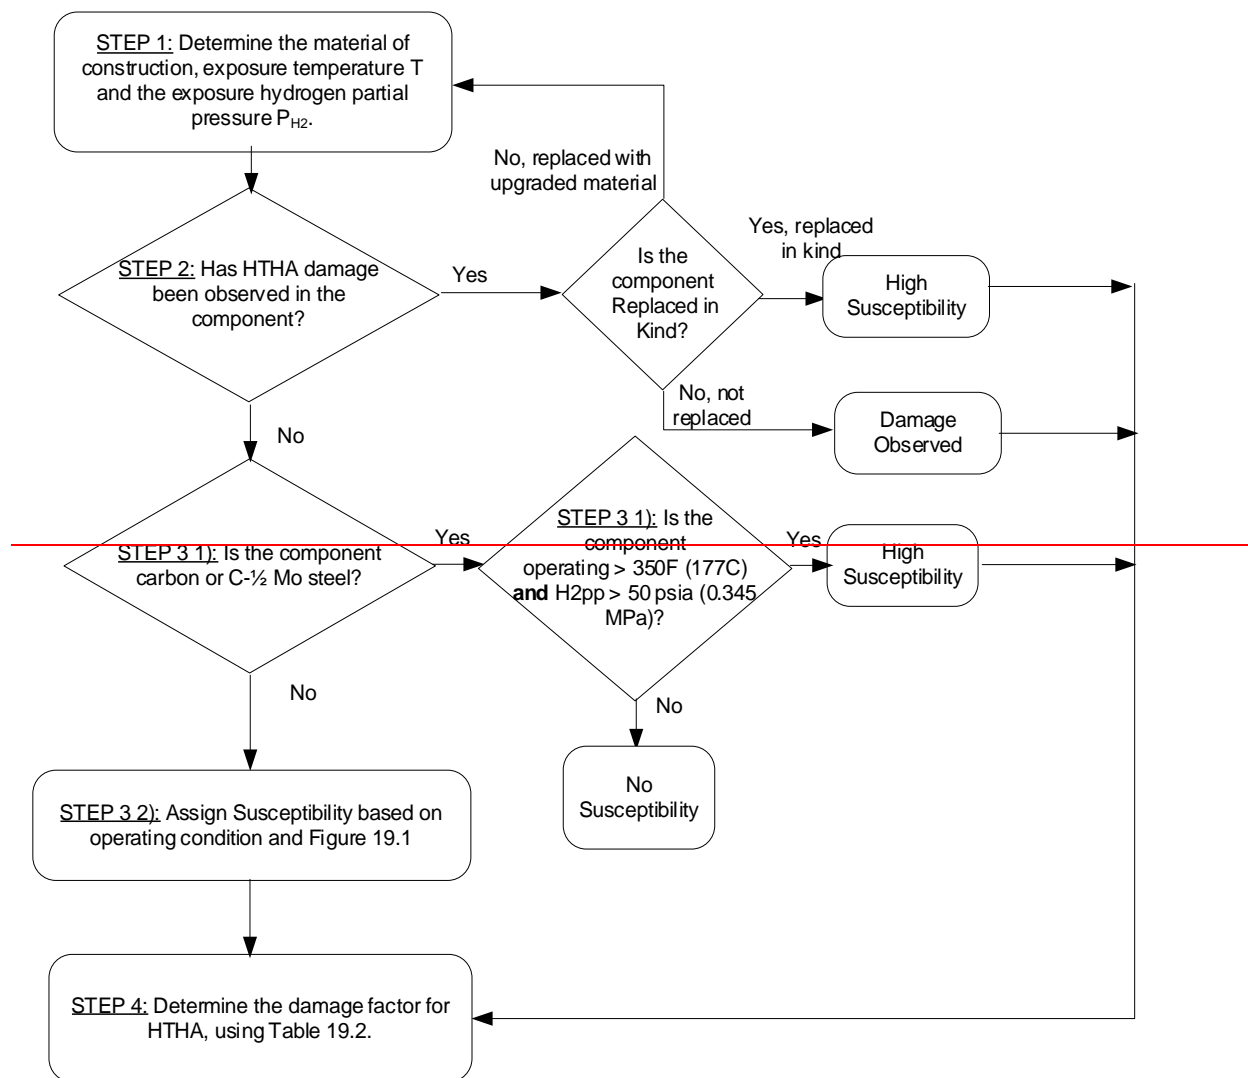 STEP 1: Determine the material of
construction, exposure temperature T
and the exposure hydrogen partial
pressure PH2.
No, replaced with
upgraded material
STEP 2: Has HTHA damage
been observed in the
component?
Yes
Is the
component
Replaced in
Kind?
Yes, replaced
in kind
High
Susceptibility
No, not
replaced
Damage
Observed
No
STEP 3 1): Is the component
carbon or C-½ Mo steel?
Yes
STEP 3 1): Is the
component
operating > 350F (177C)
and H2pp > 50 psia (0.345
MPa)?
Yes
High
Susceptibility
No
No
No
Susceptibility
STEP 3 2): Assign Susceptibility based on
operating condition and Figure 19.1
STEP 4: Determine the damage factor for
HTHA, using Table 19.2.